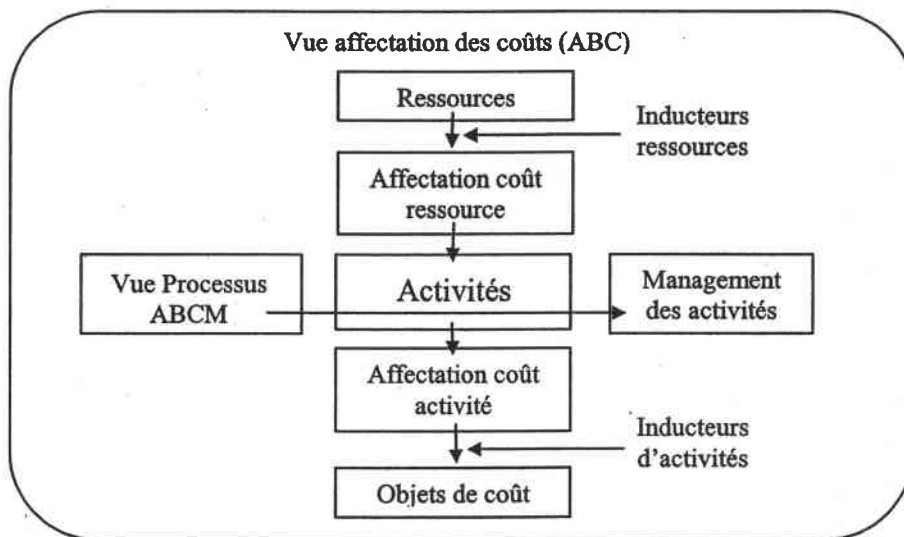 Vue affectation des coûts (ABC)
Ressources
Inducteurs
ressources
Affectation coût
ressource
Vue Processus
ABCM
Activités
Management
des activités
Affectation coût
activité
Inducteurs
d'activités
Objets de coût